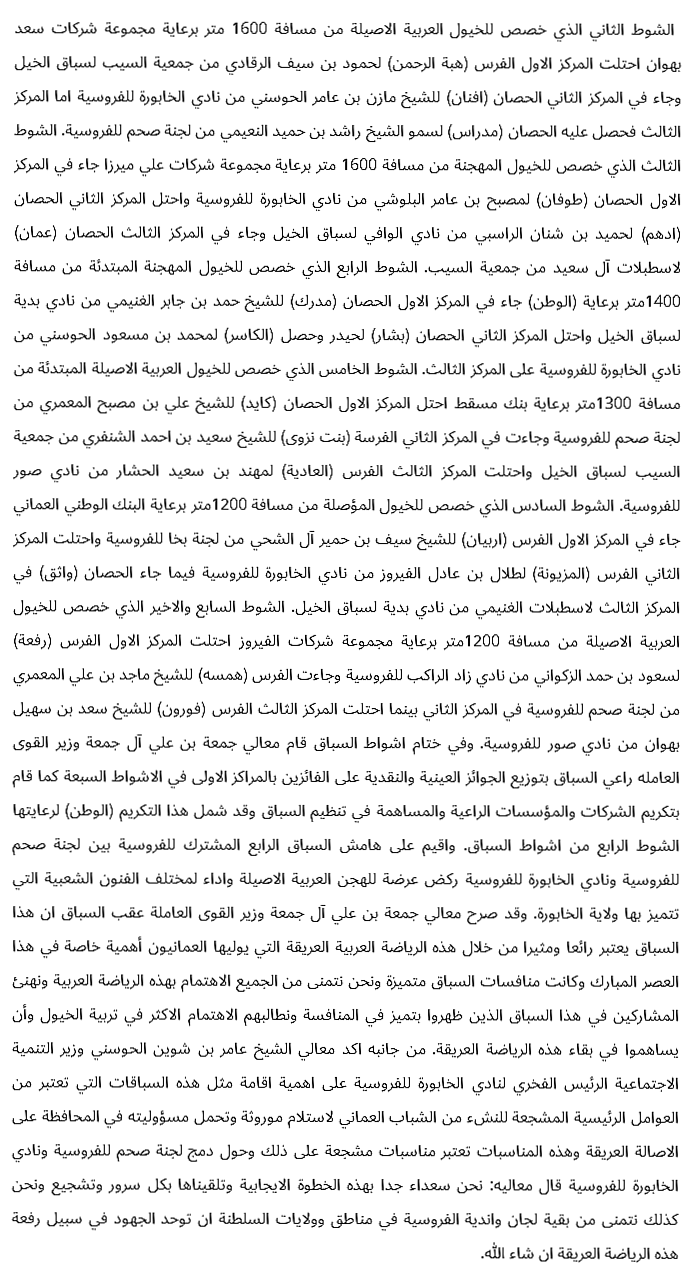 الشوط الثاني الذي خصص للخيول العربية الاصيلة من مسافة 1600 متر برعاية مجموعة شركات سعد
بهوان احتلت المركز الاول الفرس (هبة الرحمن) لحمود بن سيف الرقادي من جمعية السيب لسباق الخيل
وجاء في المركز الثاني الحصان (افنان) للشيخ مازن بن عامر الحوسني من نادي الخابورة للفروسية اما المركز
الثالث فحصل عليه الحصان (مدراس) لسمو الشيخ راشد بن حميد النعيمي من لجنة صحم للفروسية. الشوط
الثالث الذي خصص للخيول المهجنة من مسافة 1600 متر برعاية مجموعة شركات علي ميرزا جاء في المركز
الاول الحصان (طوفان) لمصبح بن عامر البلوشي من نادي الخابورة للفروسية واحتل المركز الثاني الحصان
(ادهم) لحميد بن شنان الراسبي من نادي الوافي لسباق الخيل وجاء في المركز الثالث الحصان (عمان)
لاسطبلات آل سعيد من جمعية السيب. الشوط الرابع الذي خصص للخيول المهجنة المبتدئة من مسافة
1400متر برعاية (الوطن) جاء في المركز الاول الحصان (مدرك) للشيخ حمد بن جابر الغنيمي من نادي بدية
لسباق الخيل واحتل المركز الثاني الحصان (بشار) لحيدر وحصل (الكاسر) لمحمد بن مسعود الحوسني من
نادي الخابورة للفروسية على المركز الثالث. الشوط الخامس الذي خصص للخيول العربية الاصيلة المبتدئة من
مسافة 1300متر برعاية بنك مسقط احتل المركز الاول الحصان (كايد) للشيخ علي بن مصبح المعمري من
لجنة صحم للفروسية وجاءت في المركز الثاني الفرسة (بنت نزوى) للشيخ سعيد بن احمد الشنفري من جمعية
السيب لسباق الخيل واحتلت المركز الثالث الفرس (العادية) لمهند بن سعيد الحشار من نادي صور
للفروسية. الشوط السادس الذي خصص للخيول المؤصلة من مسافة 1200متر برعاية البنك الوطني العماني
جاء في المركز الاول الفرس (اربيان) للشيخ سيف بن حمير آل الشحي من لجنة بخا للفروسية واحتلت المركز
الثاني الفرس (المزيونة) لطلال بن عادل الفيروز من نادي الخابورة للفروسية فيما جاء الحصان (واثق) في
المركز الثالث لاسطبلات الغنيمي من نادي بدية لسباق الخيل. الشوط السابع والاخير الذي خصص للخيول
العربية الاصيلة من مسافة 1200متر برعاية مجموعة شركات الفيروز احتلت المركز الاول الفرس (رفعة)
لسعود بن حمد الزكواني من نادي زاد الراكب للفروسية وجاءت الفرس (همسه) للشيخ ماجد بن علي المعمري
من لجنة صحم للفروسية في المركز الثاني بينما احتلت المركز الثالث الفرس (فورون) للشيخ سعد بن سهيل
بهوان من نادي صور للفروسية. وفي ختام اشواط السباق قام معالي جمعة بن علي آل جمعة وزير القوى
العامله راعي السباق بتوزيع الجوائز العينية والنقدية على الفائزين بالمراكز الاولى في الاشواط السبعة كما قام
بتكريم الشركات والمؤسسات الراعية والمساهمة في تنظيم السباق وقد شمل هذا التكريم (الوطن) لرعايتها
الشوط الرابع من اشواط السباق. واقيم على هامش السباق الرابع المشترك للفروسية بين لجنة صحم
للفروسية ونادي الخابورة للفروسية ركض عرضة للهجن العربية الاصيلة واداء لمختلف الفنون الشعبية التي
تتميز بها ولاية الخابورة. وقد صرح معالي جمعة بن علي آل جمعة وزير القوى العاملة عقب السباق ان هذا
السباق يعتبر رائعا ومثيرا من خلال هذه الرياضة العربية العريقة التي يوليها العمانيون أهمية خاصة في هذا
العصر المبارك وكانت منافسات السباق متميزة ونحن نتمنى من الجميع الاهتمام بهذه الرياضة العربية ونهنئ
المشاركين في هذا السباق الذين ظهروا بتميز في المنافسة ونطالبهم الاهتمام الاكثر في تربية الخيول وأن
يساهموا في بقاء هذه الرياضة العريقة. من جانبه اكد معالي الشيخ عامر بن شوين الحوسني وزير التنمية
الاجتماعية الرئيس الفخري لنادي الخابورة للفروسية على اهمية اقامة مثل هذه السباقات التي تعتبر من
العوامل الرئيسية المشجعة للنشء من الشباب العماني لاستلام موروثة وتحمل مسؤوليته في المحافظة على
الاصالة العريقة وهذه المناسبات تعتبر مناسبات مشجعة على ذلك وحول دمج لجنة صحم للفروسية ونادي
الخابورة للفروسية قال معاليه: نحن سعداء جدا بهذه الخطوة الايجابية وتلقيناها بكل سرور وتشجيع ونحن
كذلك نتمنى من بقية لجان واندية الفروسية في مناطق وولايات السلطنة ان توحد الجهود في سبيل رفعة
هذه الرياضة العريقة ان شاء الله.